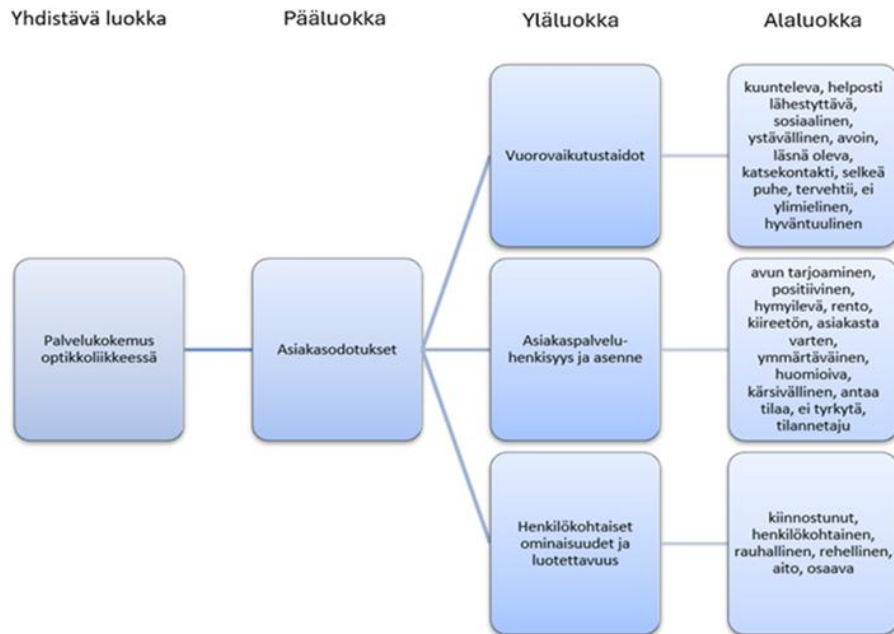 Yhdistävä luokka
Pääluokka
Yläluokka
Alaluokka
Palvelukokemus
optikkoliikkeessä
Asiakasodotukset
Vuorovaikutustaidot
kuunteleva, helposti
lähestyttävä,
sosiaalinen,
ystävällinen, avoin,
läsnä oleva,
katsekontakti, selkeä
puhe, tervehtii, ei
ylimielinen,
hyväntuulinen
Asiakaspalvelu-
henkisyys ja asenne
avun tarjoaminen,
positiivinen,
hymyilevä, rento,
kiireetön, asiakasta
varten,
ymmärtäväinen,
huomioiva,
kärsivällinen, antaa
tilaa, ei tyrkytä,
tilannetaju
Henkilökohtaiset
ominaisuudet ja
luotettavuus
kiinnostunut,
henkilökohtainen,
rauhallinen, rehellinen,
aito, osaava